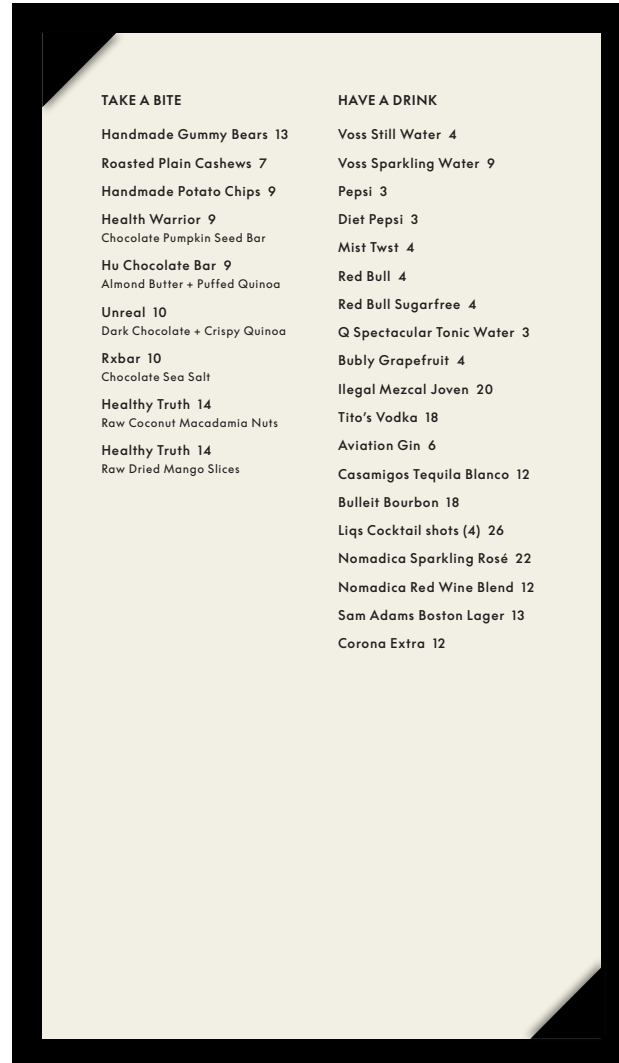 TAKE A BITE
Handmade Gummy Bears 13
Roasted Plain Cashews 7
Handmade Potato Chips 9
Health Warrior 9
Chocolate Pumpkin Seed Bar
Hu Chocolate Bar 9
Almond Butter + Puffed Quinoa
Unreal 10
Dark Chocolate + Crispy Quinoa
Rxbar 10
Chocolate Sea Salt
Healthy Truth 14
Raw Coconut Macadamia Nuts
Healthy Truth 14
Raw Dried Mango Slices
HAVE A DRINK
Voss Still Water 4
Voss Sparkling Water 9
Pepsi 3
Diet Pepsi 3
Mist Twst 4
Red Bull 4
Red Bull Sugarfree 4
Q Spectacular Tonic Water 3
Bubly Grapefruit 4
Ilegal Mezcal Joven 20
Tito’s Vodka 18
Aviation Gin 6
Casamigos Tequila Blanco 12
Bulleit Bourbon 18
Liqs Cocktail shots (4) 26
Nomadica Sparkling Rosé 22
Nomadica Red Wine Blend 12
Sam Adams Boston Lager 13
Corona Extra 12